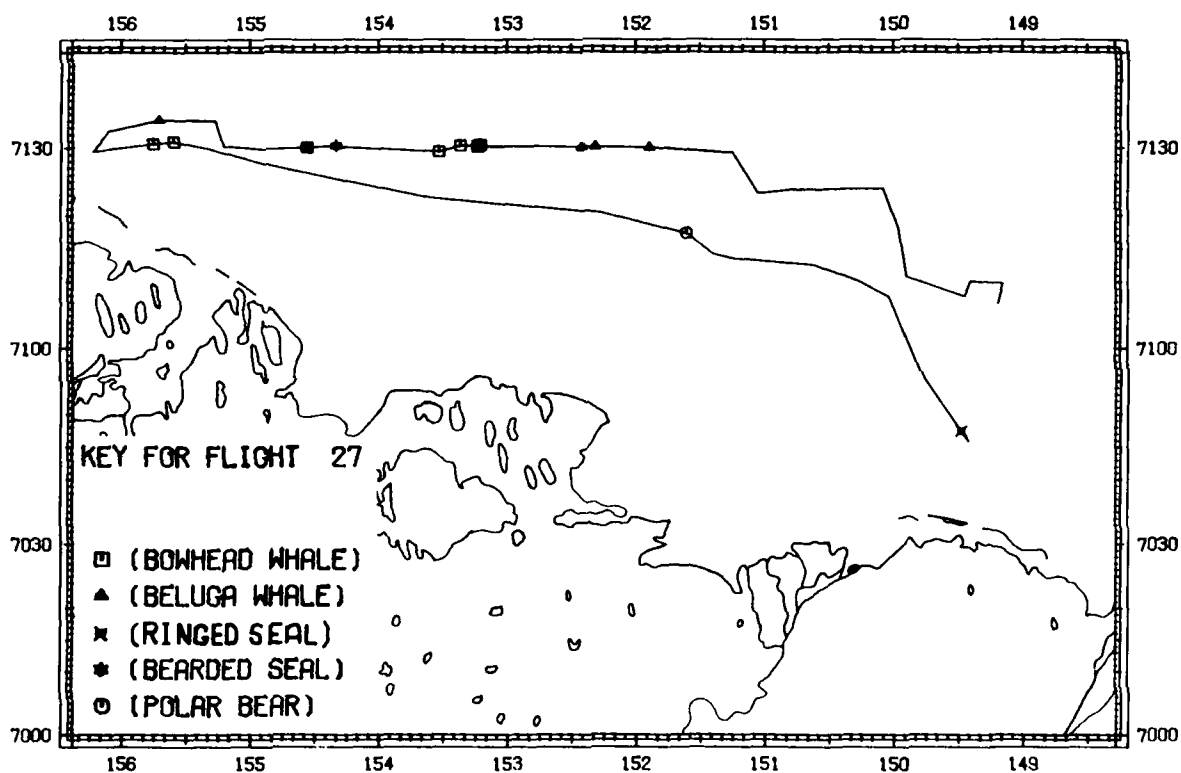 156 155 154 153 152 151 150 149
7130 7130
7100 7100
KEY FOR FLIGHT 27
7030 7030
(BOWHEAD WHALE)
(BELUGA WHALE)
(RINGED SEAL)
(BEARDED SEAL)
(POLAR BEAR)
7000 7000
156 155 154 153 152 151 150 149